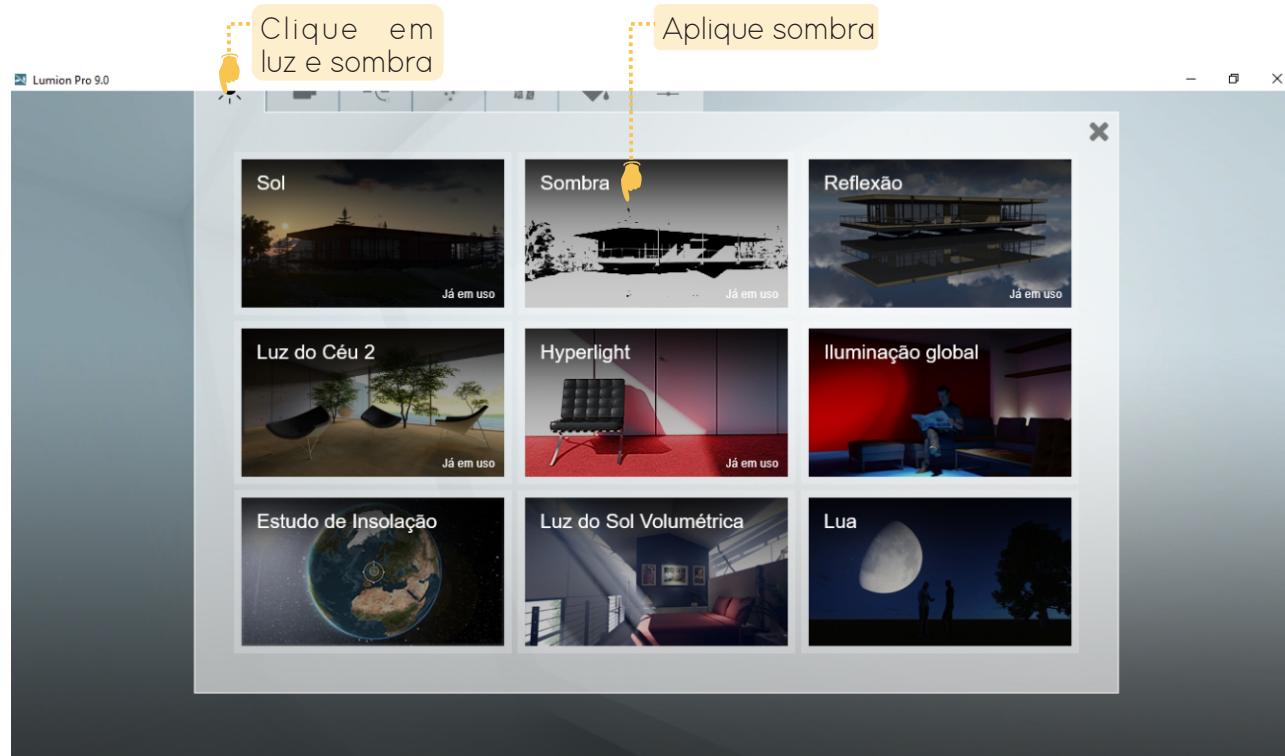 Clique em
luz e sombra
Aplique sombra
Lumion Pro 9.0
Sol
Já em uso
Sombra
Já em uso
Reflexão
Já em uso
Luz do Céu 2
Já em uso
Hyperlight
Já em uso
Iluminação global
Estudo de Insolação
Luz do Sol Volumétrica
Lua